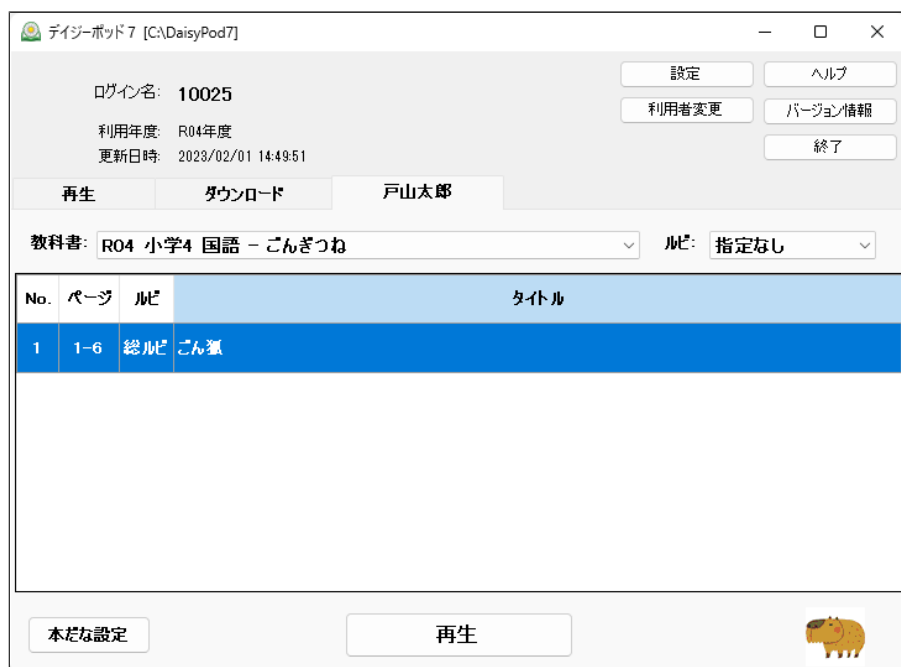 デイジーポッド7 [C:\DaisyPod7]
設定 ヘルプ
ログイン名: 10025
利用者変更 バージョン情報
利用年度: R04年度
終了
更新日時: 2023/02/01 14:49:51
再生 ダウンロード 戸山太郎
教科書: R04 小学4 国語 - ごんぎつね ルビ: 指定なし
No. ページ ルビ タイトル
1 1-6 総ルビ ごん狐
本だな設定 再生